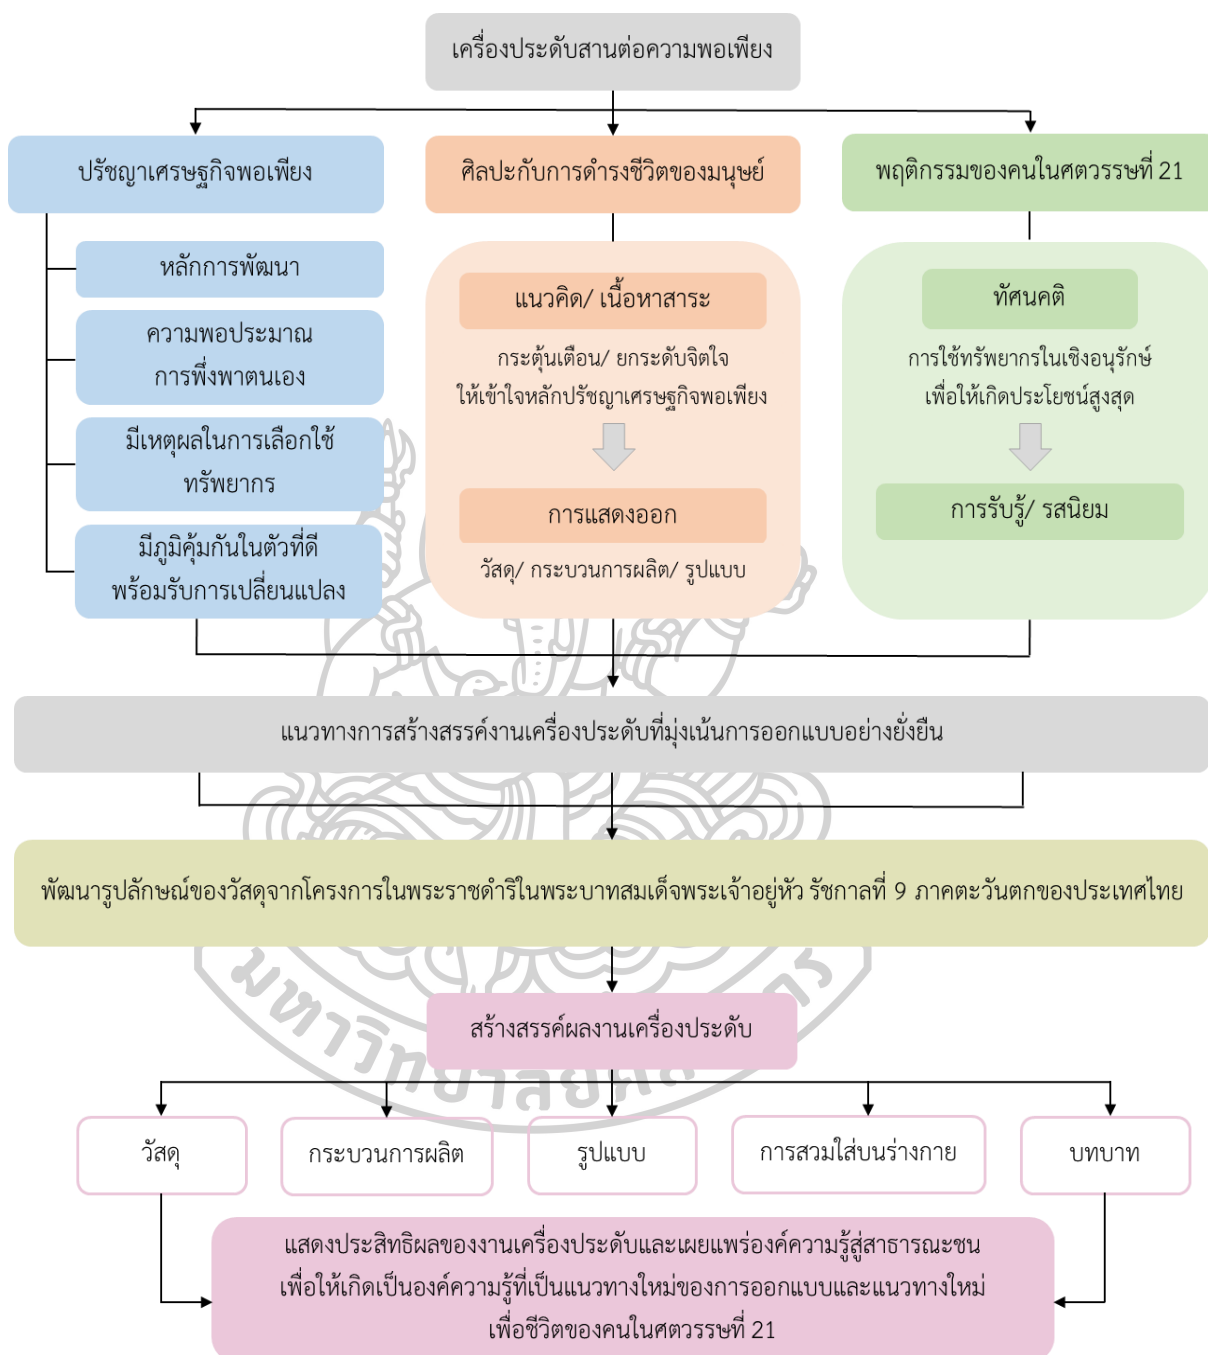 เครื่องประดับสานต่อความพอเพียง
ปรัชญาเศรษฐกิจพอเพียง
ศิลปะกับการดำรงชีวิตของมนุษย์
พฤติกรรมของคนในศตวรรษที่ 21
หลักการพัฒนา
ความพอประมาณ
การพึ่งพาตนเอง
มีเหตุผลในการเลือกใช้
ทรัพยากร
มีภูมิคุ้มกันในตัวที่ดี
พร้อมรับการเปลี่ยนแปลง
แนวคิด/ เนื้อหาสาระ
กระตุ้นเตือน/ ยกระดับจิตใจ
ให้เข้าใจหลักปรัชญาเศรษฐกิจพอเพียง
การแสดงออก
วัสดุ/ กระบวนการผลิต/ รูปแบบ
ทัศนคติ
การใช้ทรัพยากรในเชิงอนุรักษ์
เพื่อให้เกิดประโยชน์สูงสุด
การรับรู้/ รสนิยม
แนวทางการสร้างสรรค์งานเครื่องประดับที่มุ่งเน้นการออกแบบอย่างยั่งยืน
พัฒนารูปลักษณ์ของวัสดุจากโครงการในพระราชดำริในพระบาทสมเด็จพระเจ้าอยู่หัว รัชกาลที่ 9 ภาคตะวันตกของประเทศไทย
สร้างสรรค์ผลงานเครื่องประดับ
วัสดุ
กระบวนการผลิต
รูปแบบ
การสวมใส่บนร่างกาย
บทบาท
แสดงประสิทธิผลของงานเครื่องประดับและเผยแพร่องค์ความรู้สู่สาธารณะชน
เพื่อให้เกิดเป็นองค์ความรู้ที่เป็นแนวทางใหม่ของการออกแบบและแนวทางใหม่
เพื่อชีวิตของคนในศตวรรษที่ 21